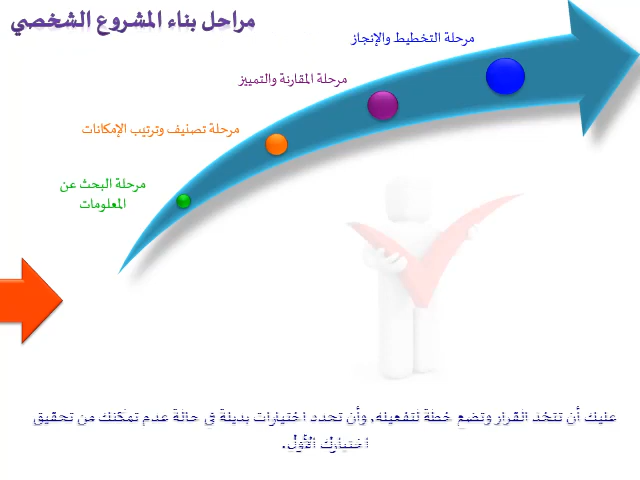 مراحل بناء المشروع الشخصي
مرحلة التخطيط والإنجاز
مرحلة المقارنة والتمييز
مرحلة تصنيف وترتيب الإمكانات
مرحلة البحث عن
المعلومات
عليك أن تتخذ القرار وتضع خطة لتفعيله, وأن تحدد اختيارات بديلة في حالة عدم تمكنك من تحقيق
اختيارك الأول.